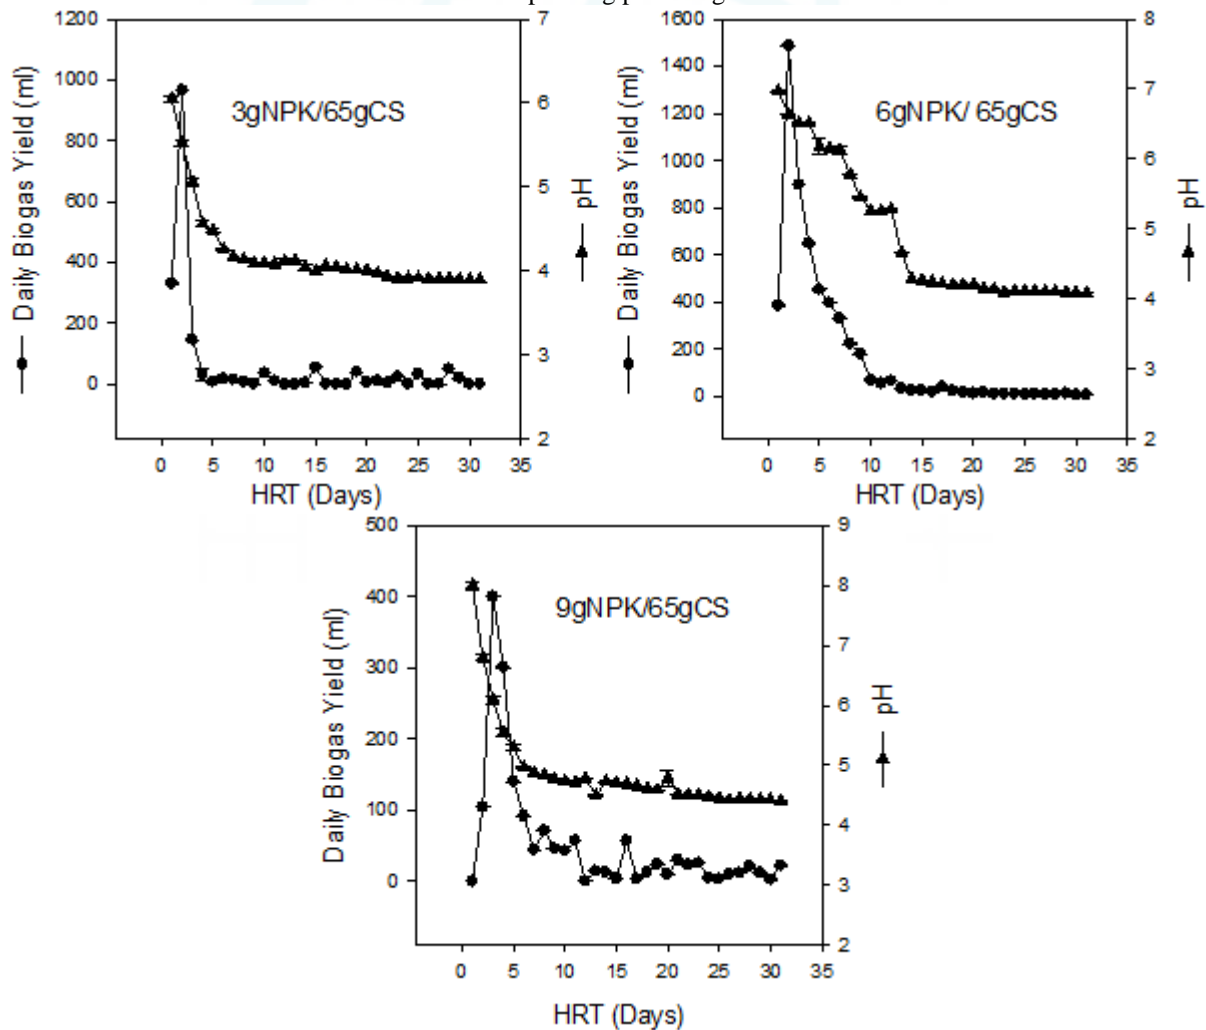 1200
1000
800
600
400
200
0
Daily Biogas Yield (ml)
3gNPK/65gCS
7
6
5
4
3
2
pH
0 5 10 15 20 25 30 35
HRT (Days)
1600
1400
1200
1000
800
600
400
200
0
Daily Biogas Yield (ml)
6gNPK/ 65gCS
8
7
6
5
4
3
2
pH
0 5 10 15 20 25 30 35
HRT (Days)
500
400
300
200
100
0
Daily Biogas Yield (ml)
9gNPK/65gCS
9
8
7
6
5
4
3
2
pH
0 5 10 15 20 25 30 35
HRT (Days)